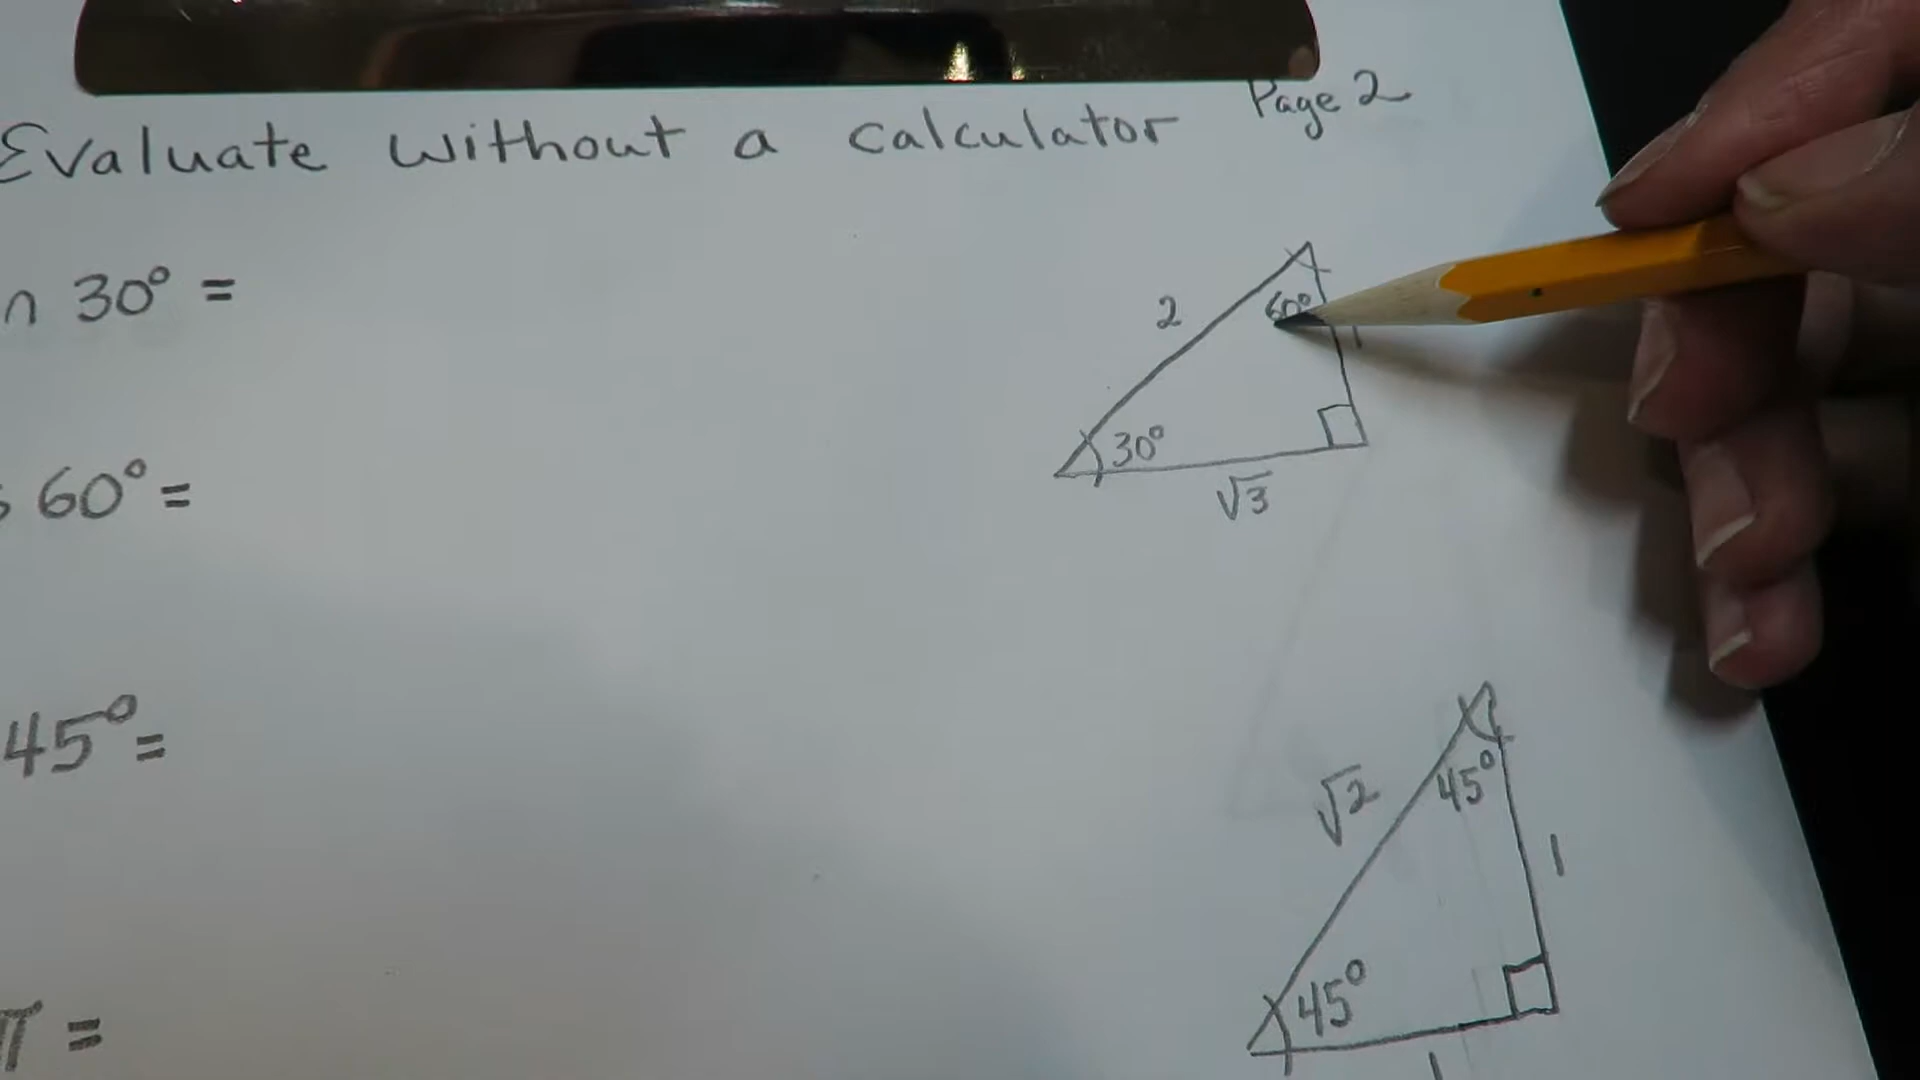 Evaluate without a calculator
Page 2
n 30° =
s 60° =
45° =
π =
2
60°
1
30°
√3
√2
45°
1
45°
1